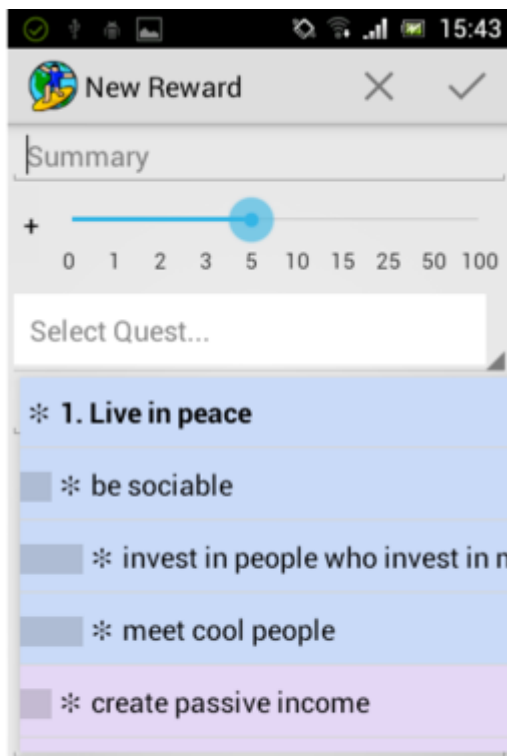 15:43
New Reward
Summary
+
0 1 2 3 5 10 15 25 50 100
Select Quest...
* 1. Live in peace
* be sociable
* invest in people who invest in
* meet cool people
* create passive income